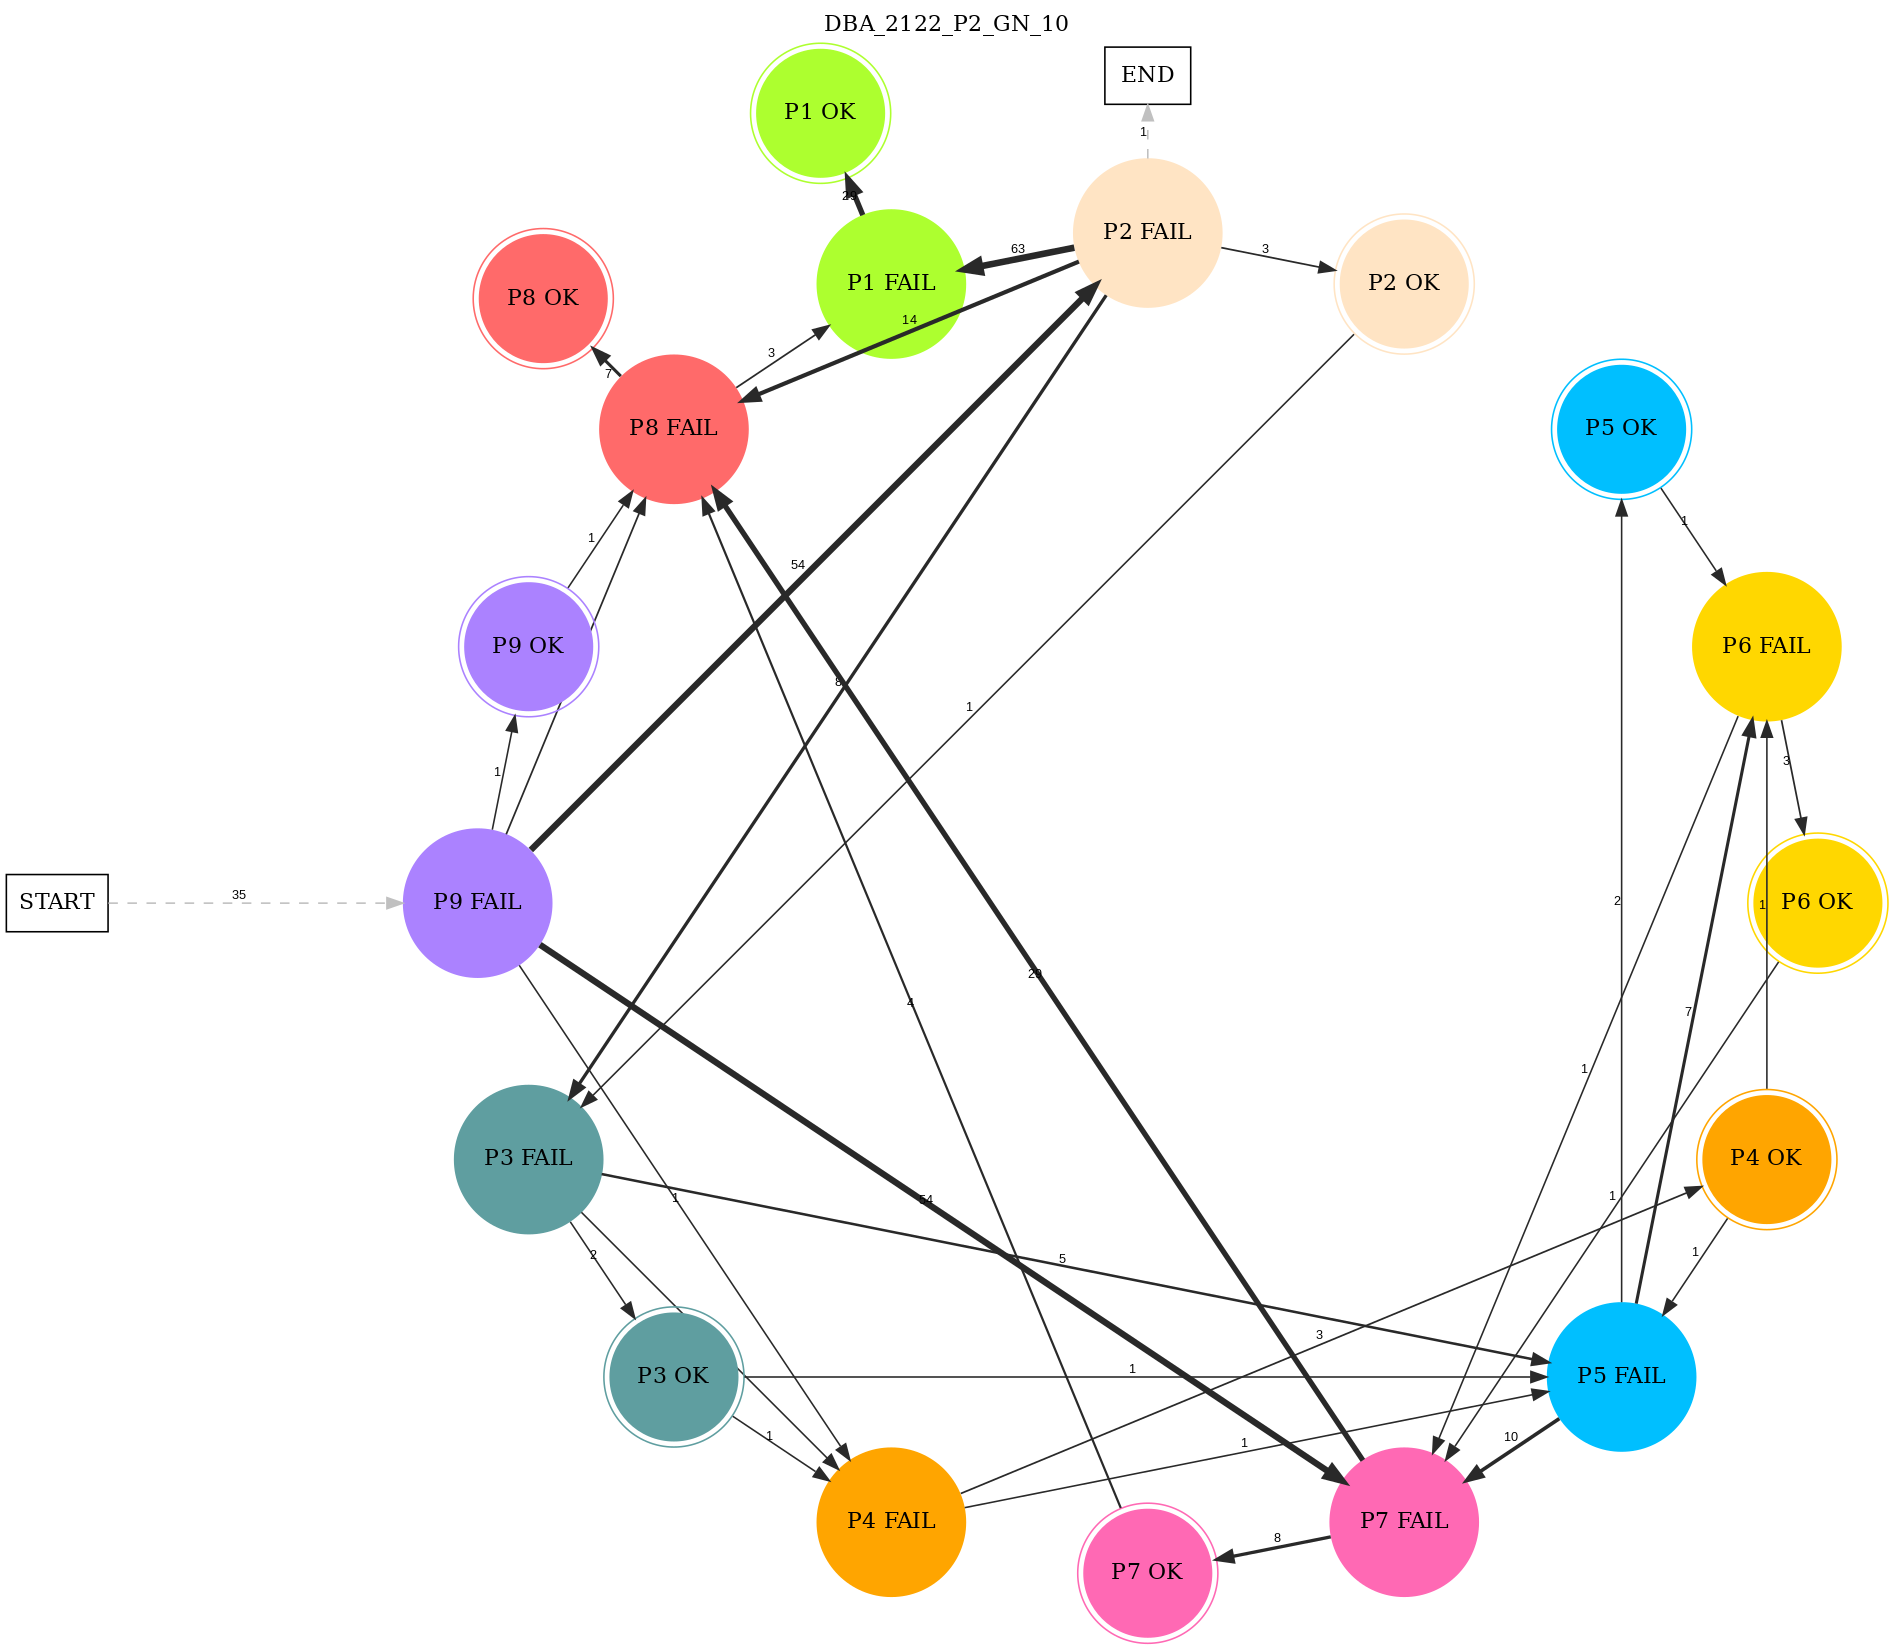 DBA_2122_P2_GN_10
END
P1 OK
1
29
P2 FAIL
P1 FAIL
63
3
P2 OK
P8 OK
14
3
7
P8 FAIL
P5 OK
1
1
54
P9 OK
P6 FAIL
8
1
1
3
START
35
P9 FAIL
2
1
P6 OK
29
4
7
1
P3 FAIL
P4 OK
1
54
1
2
5
1
3
P3 OK
1
P5 FAIL
1
1
10
P4 FAIL
P7 FAIL
8
P7 OK